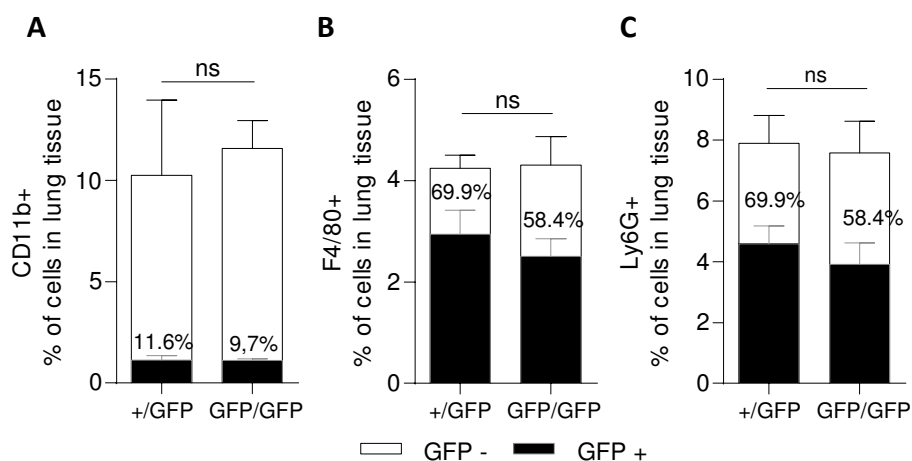 A
CD11b+
% of cells in lung tissue
15
10
5
0
ns
11.6%
9,7%
+/GFP
GFP/GFP
B
F4/80+
% of cells in lung tissue
6
4
2
0
ns
69.9%
58.4%
+/GFP
GFP/GFP
C
Ly6G+
% of cells in lung tissue
10
8
6
4
2
0
ns
69.9%
58.4%
+/GFP
GFP/GFP
GFP -
GFP +